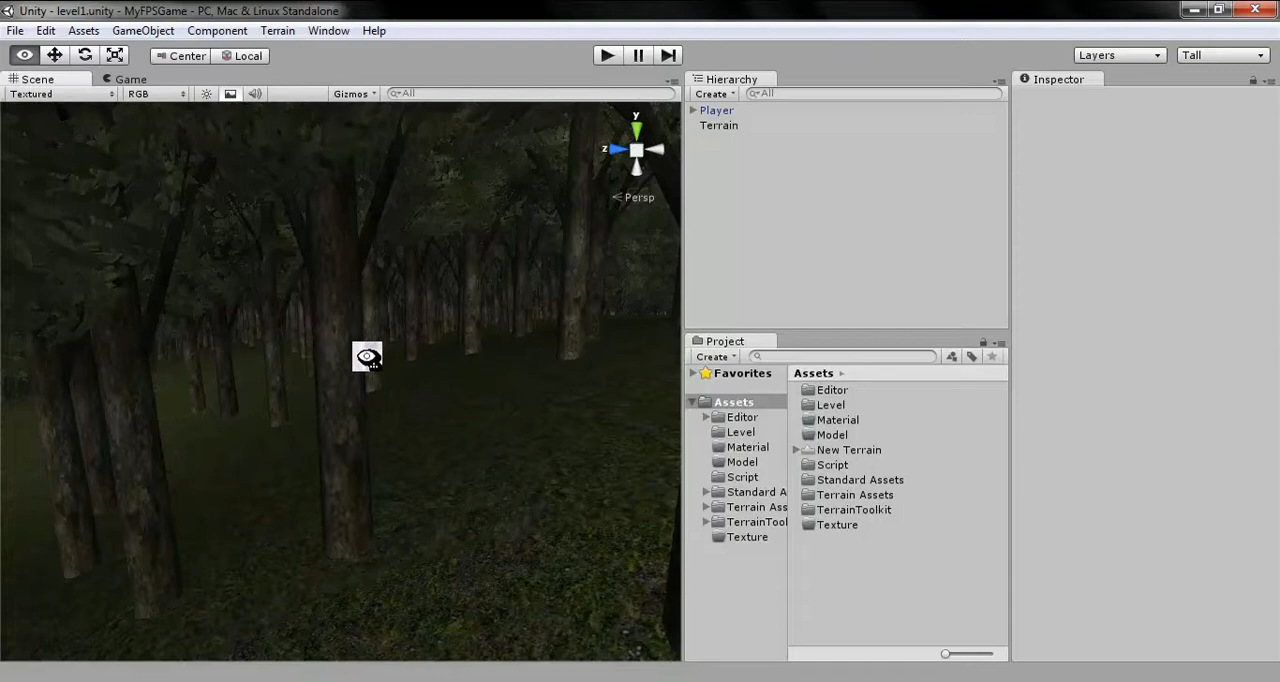 Unity - level1.unity - MyFPSGame - PC, Mac & Linux Standalone
File Edit Assets GameObject Component Terrain Window Help
Center Local Layers Tall
Scene Game Hierarchy Inspector
Textured RGB Gizmos All Create All
Player
Terrain
y
z
Persp
Project
Create
Favorites Assets
Assets Editor
Editor Level
Level Material
Material Model
Model New Terrain
Script Script
Standard A Standard Assets
Terrain Ass Terrain Assets
TerrainTool TerrainToolkit
Texture Texture